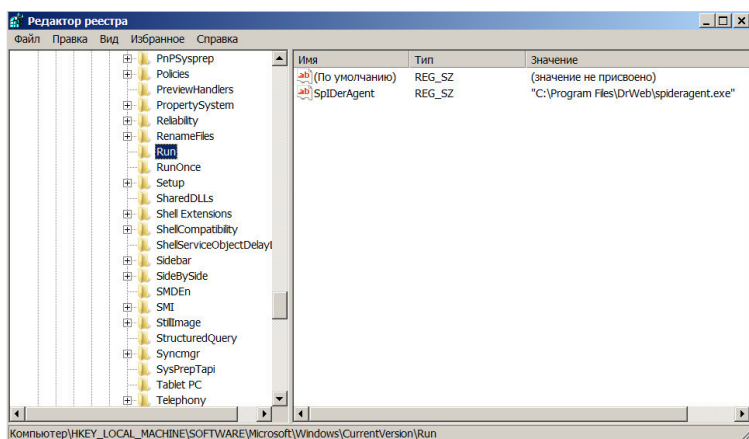 Редактор реестра
Файл Правка Вид Избранное Справка
PnPSysprep
Policies
PreviewHandlers
PropertySystem
Reliability
RenameFiles
Run
RunOnce
Setup
SharedDLLs
Shell Extensions
ShellCompatibility
ShellServiceObjectDelayl
Sidebar
SideBySide
SMDEn
SMI
StillImage
StructuredQuery
Syncmgr
SysPrepTapi
Tablet PC
Telephony
Имя Тип Значение
(По умолчанию) REG_SZ (значение не присвоено)
SpIDerAgent REG_SZ "C:\Program Files\DrWeb\spideragent.exe"
Компьютер\HKEY_LOCAL_MACHINE\SOFTWARE\Microsoft\Windows\CurrentVersion\Run